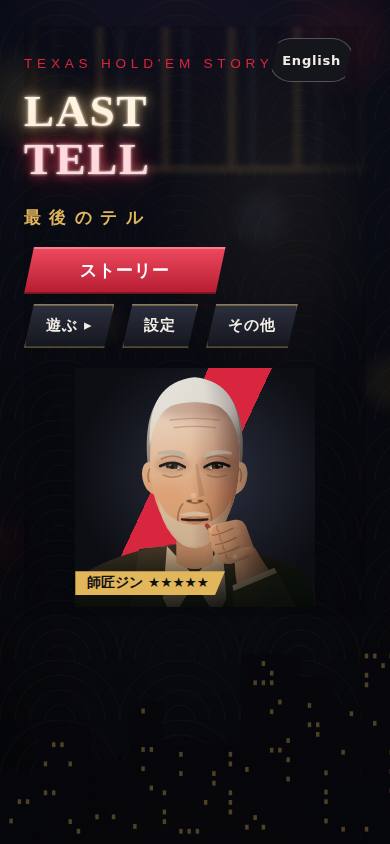 TEXAS HOLD'EM STORY
English
LAST
TELL
最後のテル
ストーリー
遊ぶ ▸
設定
その他
師匠ジン ★★★★★